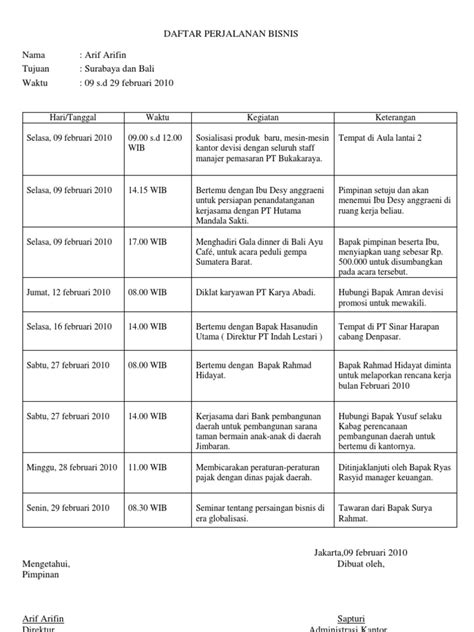 DAFTAR PERJALANAN BISNIS
Nama : Arif Arifin
Tujuan : Surabaya dan Bali
Waktu : 09 s.d 29 februari 2010
Hari/Tanggal Waktu Kegiatan Keterangan
Selasa, 09 februari 2010 09.00 s.d 12.00 Sosialisasi produk baru, mesin-mesin Tempat di Aula lantai 2
WIB kantor devisi dengan seluruh staff
manajer pemasaran PT Bukakaraya.
Selasa, 09 februari 2010 14.15 WIB Bertemu dengan Ibu Desy anggraeni Pimpinan setuju dan akan
untuk persiapan penandatanganan menemui Ibu Desy anggraeni di
kerjasama dengan PT Hutama ruang kerja beliau.
Mandala Sakti.
Selasa, 09 februari 2010 17.00 WIB Menghadiri Gala dinner di Bali Ayu Bapak pimpinan beserta Ibu,
Café, untuk acara peduli gempa menyiapkan uang sebesar Rp.
Sumatera Barat. 500.000 untuk disumbangkan
pada acara tersebut.
Jumat, 12 februari 2010 08.00 WIB Diklat karyawan PT Karya Abadi. Hubungi Bapak Amran devisi
promosi untuk mewakili.
Selasa, 16 februari 2010 14.00 WIB Bertemu dengan Bapak Hasanudin Tempat di PT Sinar Harapan
Utama ( Direktur PT Indah Lestari ) cabang Denpasar.
Sabtu, 27 februari 2010 08.00 WIB Bertemu dengan Bapak Rahmad Bapak Rahmad Hidayat diminta
Hidayat. untuk melaporkan rencana kerja
bulan Februari 2010
Sabtu, 27 februari 2010 14.00 WIB Kerjasama dari Bank pembangunan Hubungi Bapak Yusuf selaku
daerah untuk pembangunan sarana Kabag perencanaan
taman bermain anak-anak di daerah pembangunan daerah untuk
Jimbaran. bertemu di kantornya.
Minggu, 28 februari 2010 11.00 WIB Membicarakan peraturan-peraturan Ditinjaklanjuti oleh Bapak Ryas
pajak dengan dinas pajak daerah. Rasyid manager keuangan.
Senin, 29 februari 2010 08.30 WIB Seminar tentang persaingan bisnis di Tawaran dari Bapak Surya
era globalisasi. Rahmat.
Jakarta,09 februari 2010
Mengetahui, Dibuat oleh,
Pimpinan
Arif Arifin Sapturi
Direktur Administrasi Kantor